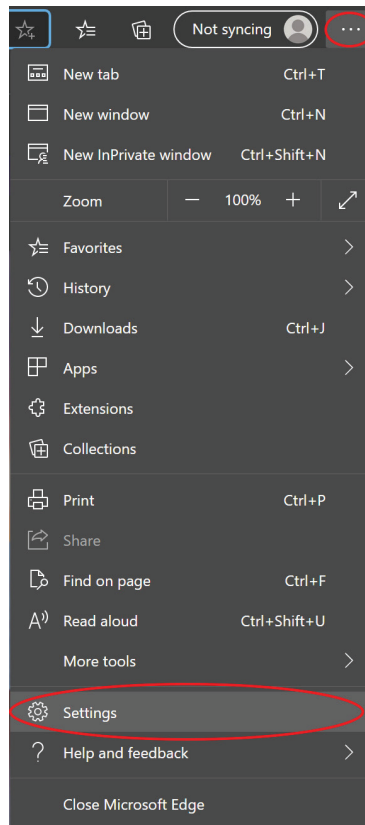 Not syncing
New tab Ctrl+T
New window Ctrl+N
New InPrivate window Ctrl+Shift+N
Zoom 100%
Favorites
History
Downloads Ctrl+J
Apps
Extensions
Collections
Print Ctrl+P
Share
Find on page Ctrl+F
Read aloud Ctrl+Shift+U
More tools
Settings
Help and feedback
Close Microsoft Edge